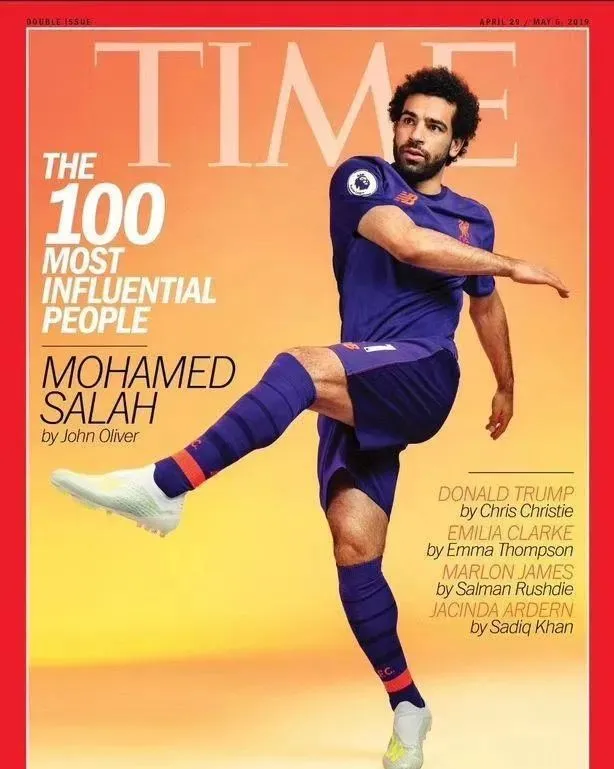 DOUBLE ISSUE
APRIL 29 / MAY 6, 2019
TIME
THE
100
MOST
INFLUENTIAL
PEOPLE
MOHAMED
SALAH
by John Oliver
DONALD TRUMP
by Chris Christie
EMILIA CLARKE
by Emma Thompson
MARLON JAMES
by Salman Rushdie
JACINDA ARDERN
by Sadiq Khan